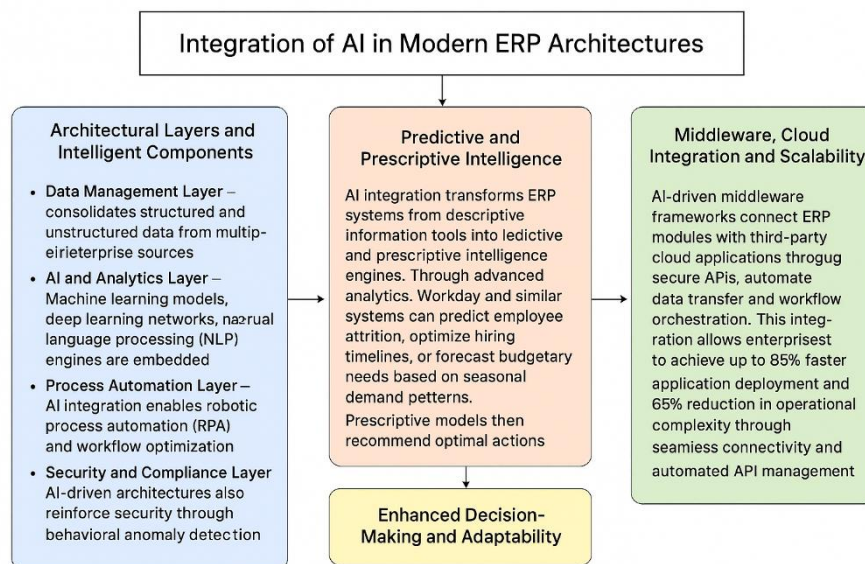 Integration of AI in Modern ERP Architectures
Architectural Layers and
Intelligent Components
• Data Management Layer –
consolidates structured and
unstructured data from multip-
eirieterprise sources
• AI and Analytics Layer –
Machine learning models,
deep learning networks, nazrual
language processing (NLP)
engines are embedded
• Process Automation Layer –
AI integration enables robotic
process automation (RPA)
and workflow optimization
• Security and Compliance Layer
AI-driven architectures also
reinforce security through
behavioral anomaly detection
Predictive and
Prescriptive Intelligence
AI integration transforms ERP
systems from descriptive
information tools into ledictive
and prescriptive intelligence
engines. Through advanced
analytics. Workday and similar
systems can predict employee
attrition, optimize hiring
timelines, or forecast budgetary
needs based on seasonal
demand petterns.
Prescriptive models then
recommend optimal actions
Enhanced Decision-
Making and Adaptability
Middleware, Cloud
Integration and Scalability
AI-driven middleware
frameworks connect ERP
modules with third-party
cloud applications throgug
secure APIs, automate
data transfer and workflow
orchestration. This integ-
ration allows enterprisest
to achieve up to 85% faster
application deployment and
65% reduction in operational
complexity through
seamiess connectivity and
automated API management